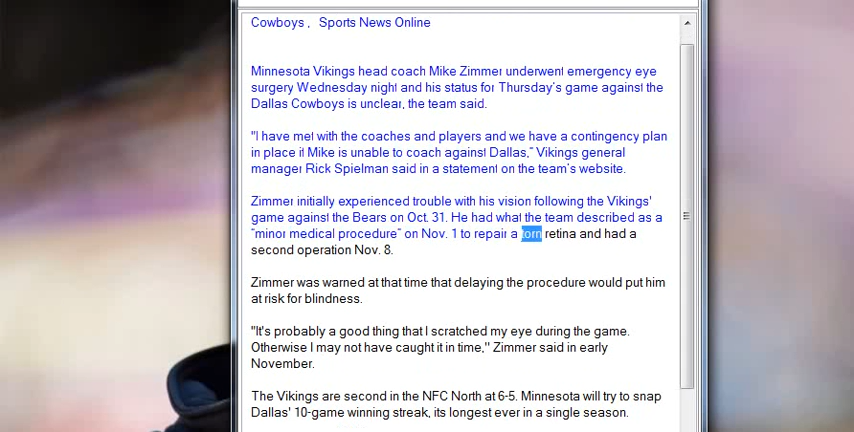 Cowboys , Sports News Online
Minnesota Vikings head coach Mike Zimmer underwent emergency eye
surgery Wednesday night and his status for Thursday's game against the
Dallas Cowboys is unclear, the team said.
"I have met with the coaches and players and we have a contingency plan
in place if Mike is unable to coach against Dallas," Vikings general
manager Rick Spielman said in a statement on the team's website.
Zimmer initially experienced trouble with his vision following the Vikings'
game against the Bears on Oct. 31. He had what the team described as a
"minor medical procedure" on Nov. 1 to repair a torn retina and had a
second operation Nov. 8.
Zimmer was warned at that time that delaying the procedure would put him
at risk for blindness.
"It's probably a good thing that I scratched my eye during the game.
Otherwise I may not have caught it in time," Zimmer said in early
November.
The Vikings are second in the NFC North at 6-5. Minnesota will try to snap
Dallas' 10-game winning streak, its longest ever in a single season.